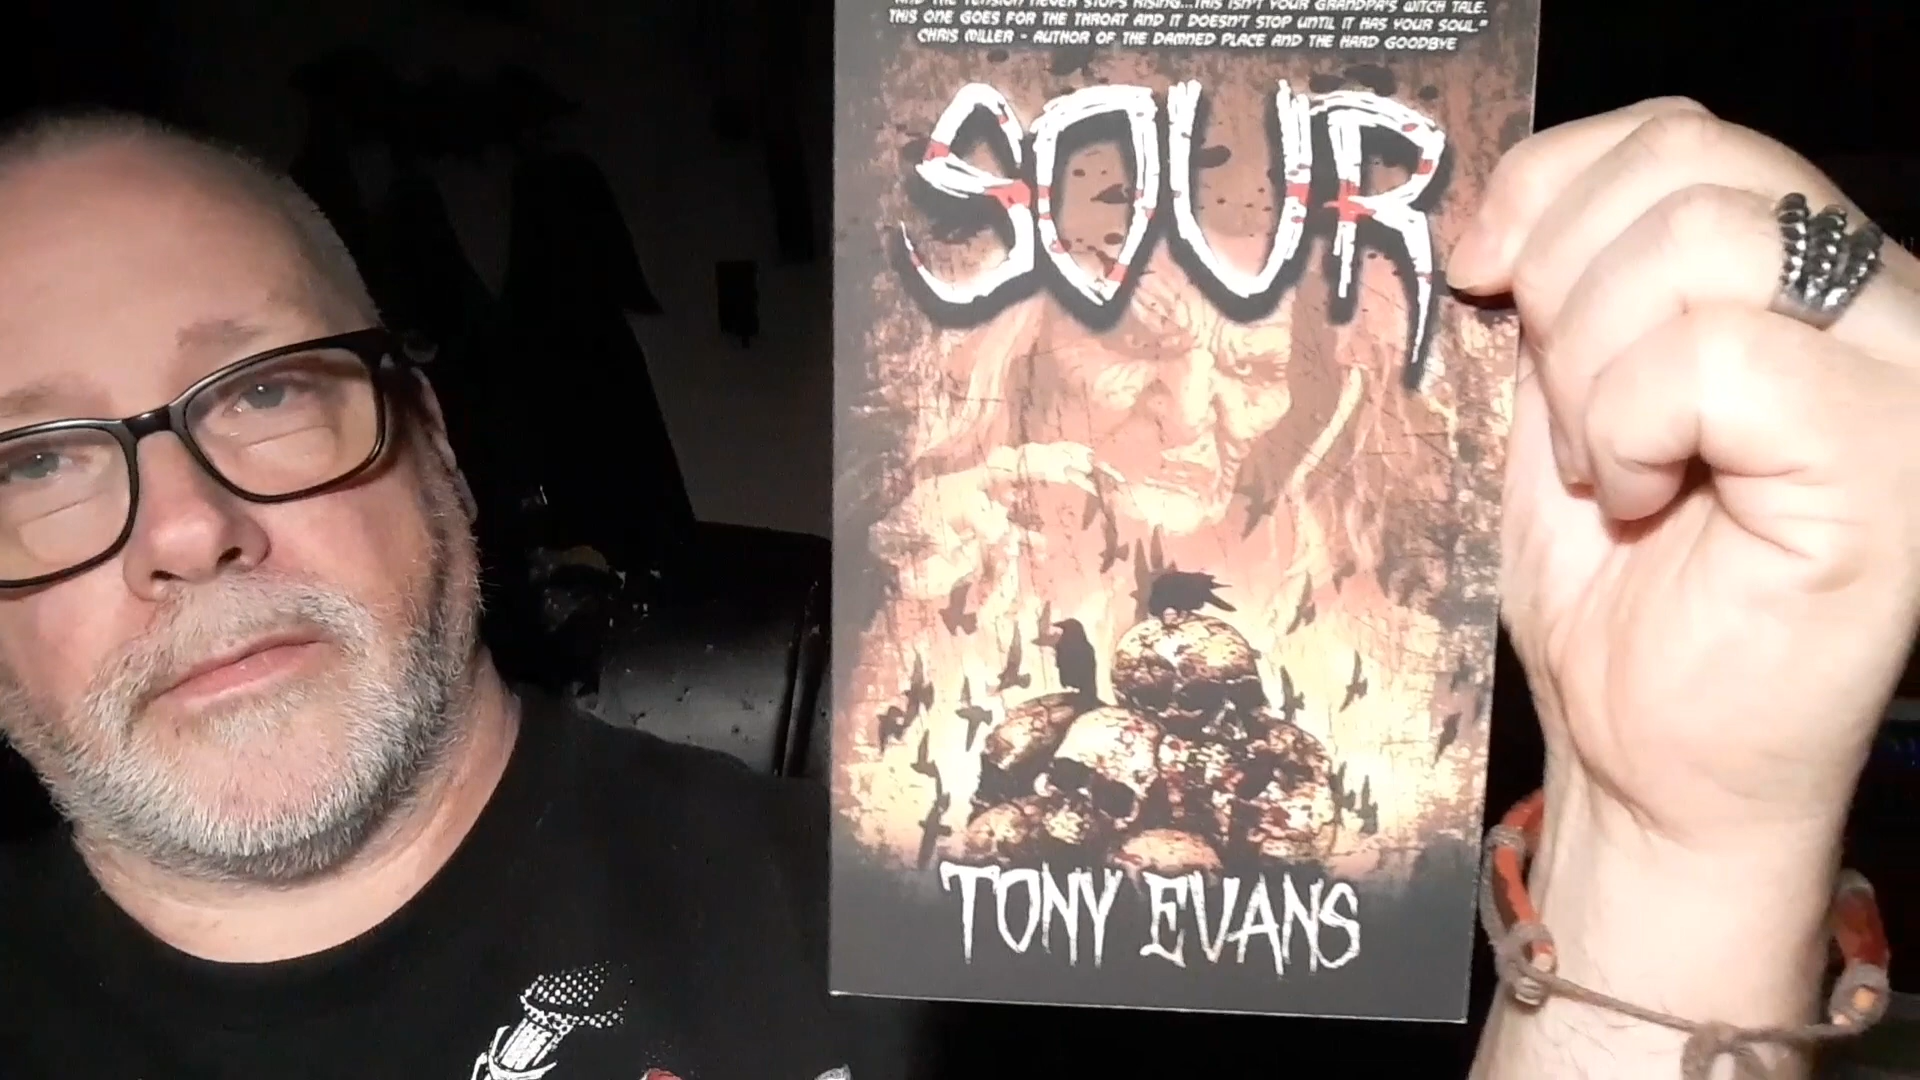 "AND THE TENSION NEVER STOPS RISING...THIS ISN'T YOUR GRANDPA'S WITCH TALE.
THIS ONE GOES FOR THE THROAT AND IT DOESN'T STOP UNTIL IT HAS YOUR SOUL."
CHRIS MILLER - AUTHOR OF THE DAMNED PLACE AND THE HARD GOODBYE
SOUR
TONY EVANS